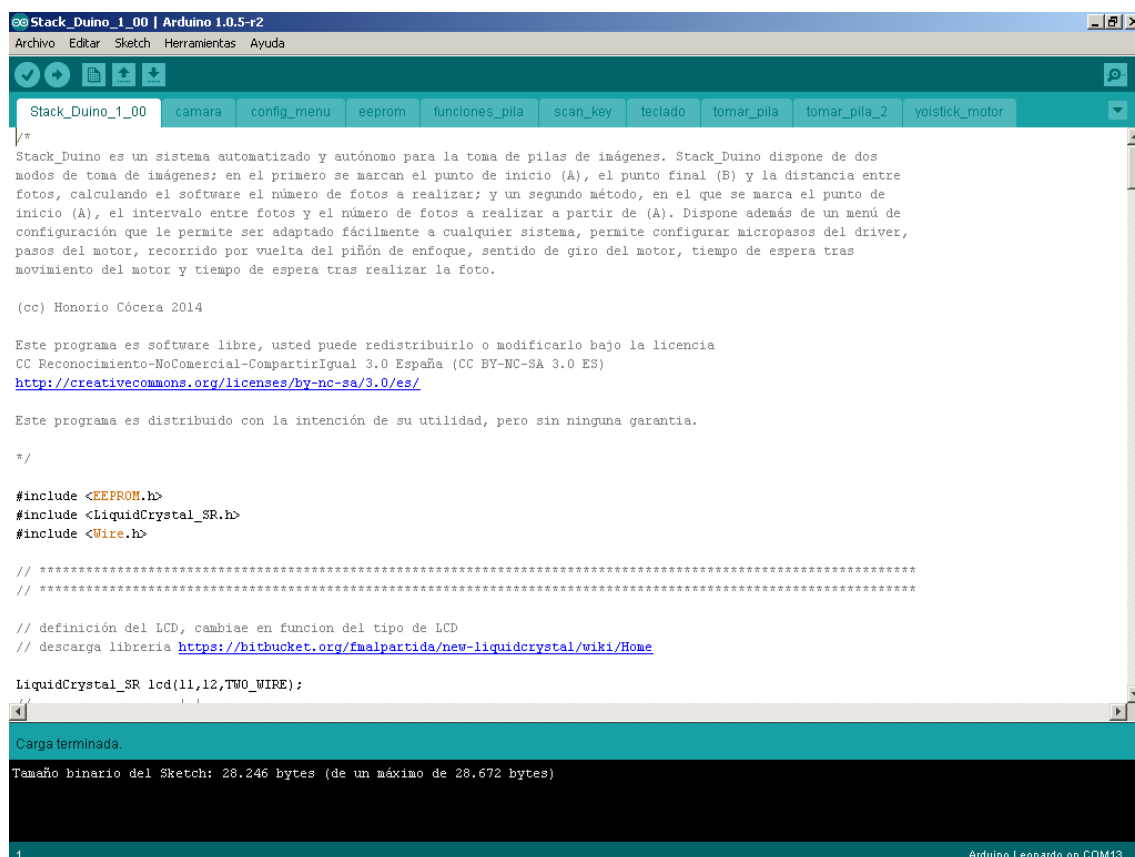 Stack_Duino_1_00 | Arduino 1.0.5-r2
Archivo Editar Sketch Herramientas Ayuda
Stack_Duino_1_00 camara config_menu eeprom funciones_pila scan_key teclado tomar_pila tomar_pila_2 yoistick_motor
/*
Stack_Duino es un sistema automatizado y autónomo para la toma de pilas de imágenes. Stack_Duino dispone de dos
modos de toma de imágenes; en el primero se marcan el punto de inicio (A), el punto final (B) y la distancia entre
fotos, calculando el software el número de fotos a realizar; y un segundo método, en el que se marca el punto de
inicio (A), el intervalo entre fotos y el número de fotos a realizar a partir de (A). Dispone además de un menú de
configuración que le permite ser adaptado fácilmente a cualquier sistema, permite configurar micropasos del driver,
pasos del motor, recorrido por vuelta del piñón de enfoque, sentido de giro del motor, tiempo de espera tras
movimiento del motor y tiempo de espera tras realizar la foto.
(cc) Honorio Cócera 2014
Este programa es software libre, usted puede redistribuirlo o modificarlo bajo la licencia
CC Reconocimiento-NoComercial-CompartirIgual 3.0 España (CC BY-NC-SA 3.0 ES)
http://creativecommons.org/licenses/by-nc-sa/3.0/es/
Este programa es distribuido con la intención de su utilidad, pero sin ninguna garantia.
*/
#include <EEPROM.h>
#include <LiquidCrystal_SR.h>
#include <Wire.h>
// *****************************************************************************************************************
// *****************************************************************************************************************
// definición del LCD, cambiae en funcion del tipo de LCD
// descarga libreria https://bitbucket.org/fmalpartida/new-liquidcrystal/wiki/Home
LiquidCrystal_SR lcd(11,12,TWO_WIRE);
Carga terminada.
Tamaño binario del Sketch: 28.246 bytes (de un máximo de 28.672 bytes)
1 Arduino Leonardo on COM13